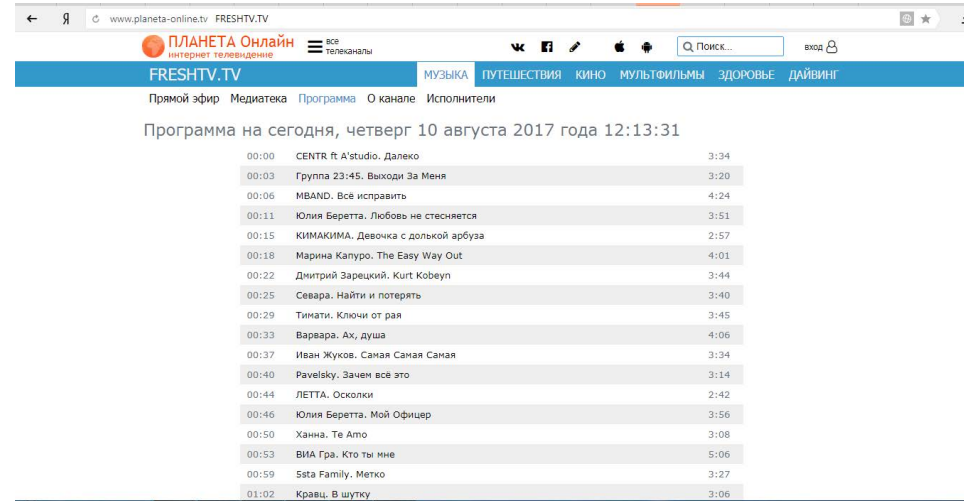 Я www.planeta-online.tv FRESHTV.TV
ПЛАНЕТА Онлайн
интернет телевидение
все
телеканалы
Поиск...
вход
FRESHTV.TV МУЗЫКА ПУТЕШЕСТВИЯ КИНО МУЛЬТФИЛЬМЫ ЗДОРОВЬЕ ДАЙВИНГ
Прямой эфир Медиатека Программа О канале Исполнители
Программа на сегодня, четверг 10 августа 2017 года 12:13:31
00:00 CENTR ft A'studio. Далеко 3:34
00:03 Группа 23:45. Выходи За Меня 3:20
00:06 MBAND. Всё исправить 4:24
00:11 Юлия Беретта. Любовь не стесняется 3:51
00:15 КИМАКИМА. Девочка с долькой арбуза 2:57
00:18 Марина Капуро. The Easy Way Out 4:01
00:22 Дмитрий Зарецкий. Kurt Kobeyn 3:44
00:25 Севара. Найти и потерять 3:40
00:29 Тимати. Ключи от рая 3:45
00:33 Варвара. Ах, душа 4:06
00:37 Иван Жуков. Самая Самая Самая 3:34
00:40 Pavelsky. Зачем всё это 3:14
00:44 ЛЕТТА. Осколки 2:42
00:46 Юлия Беретта. Мой Офицер 3:56
00:50 Ханна. Te Amo 3:08
00:53 ВИА Гра. Кто ты мне 5:06
00:59 5sta Family. Метко 3:27
01:02 Кравц. В шутку 3:06